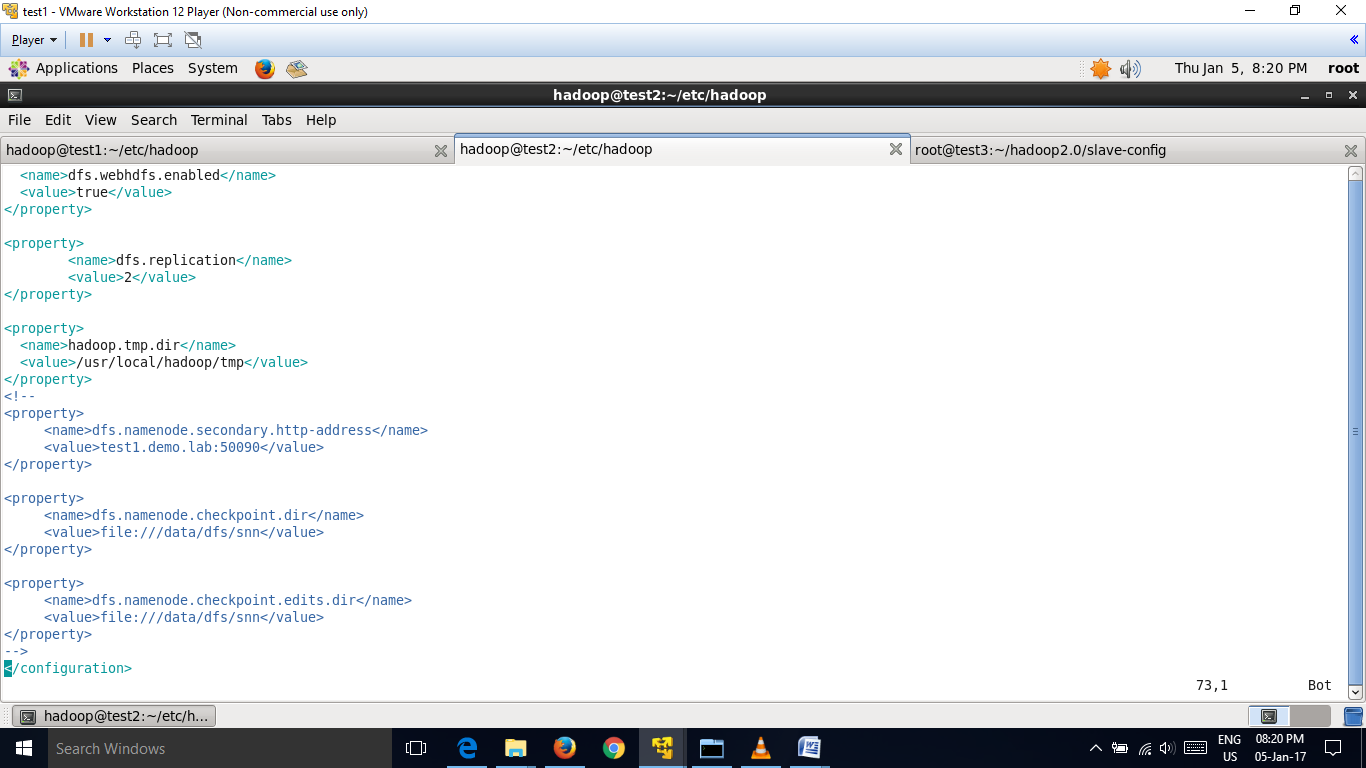 test1 - VMware Workstation 12 Player (Non-commercial use only)
Player
Applications Places System Thu Jan 5, 8:20 PM root
hadoop@test2:~/etc/hadoop
File Edit View Search Terminal Tabs Help
hadoop@test1:~/etc/hadoop hadoop@test2:~/etc/hadoop root@test3:~/hadoop2.0/slave-config
<name>dfs.webhdfs.enabled</name>
<value>true</value>
</property>
<property>
<name>dfs.replication</name>
<value>2</value>
</property>
<property>
<name>hadoop.tmp.dir</name>
<value>/usr/local/hadoop/tmp</value>
</property>
<!--
<property>
<name>dfs.namenode.secondary.http-address</name>
<value>test1.demo.lab:50090</value>
</property>
<property>
<name>dfs.namenode.checkpoint.dir</name>
<value>file:///data/dfs/snn</value>
</property>
<property>
<name>dfs.namenode.checkpoint.edits.dir</name>
<value>file:///data/dfs/snn</value>
</property>
-->
</configuration>
73,1 Bot
hadoop@test2:~/etc/h...
Search Windows
ENG 08:20 PM
US 05-Jan-17